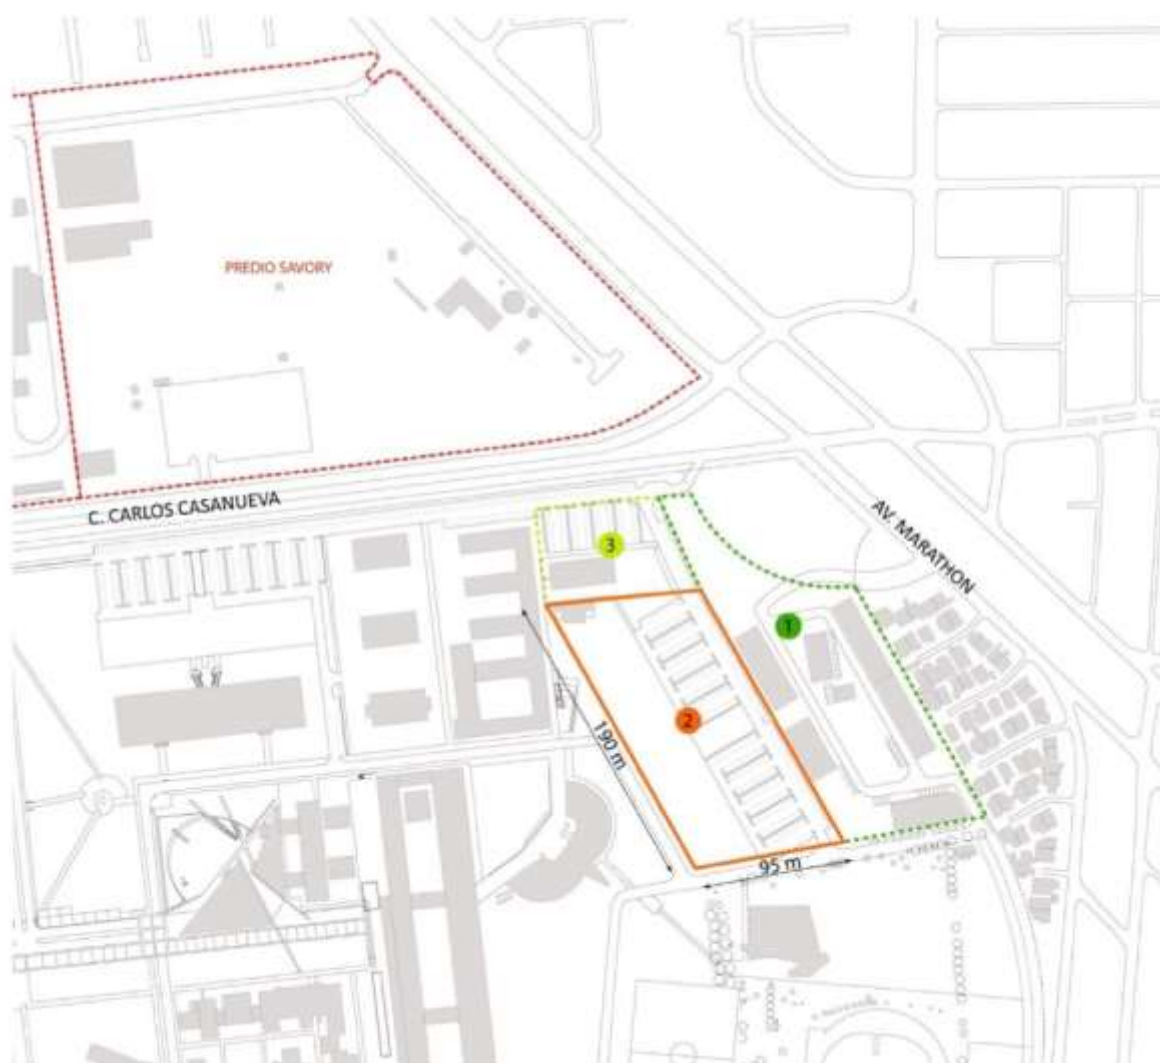 PREDIO SAVORY
C. CARLOS CASANUEVA
AV. MARATHON
3
1
2
190 m
95 m